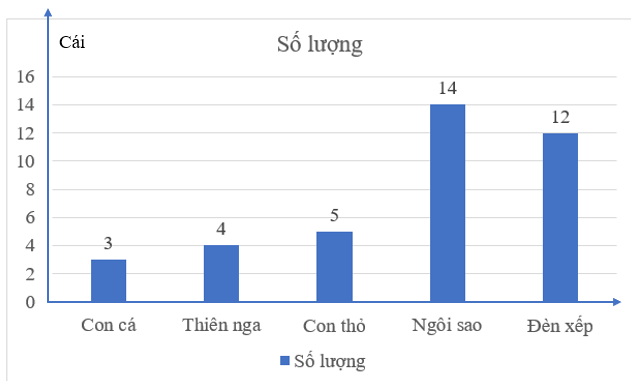 Cái
Số lượng
16
14
12
10
8
6
4
2
0
3
4
5
14
12
Con cá
Thiên nga
Con thỏ
Ngôi sao
Đèn xếp
Số lượng